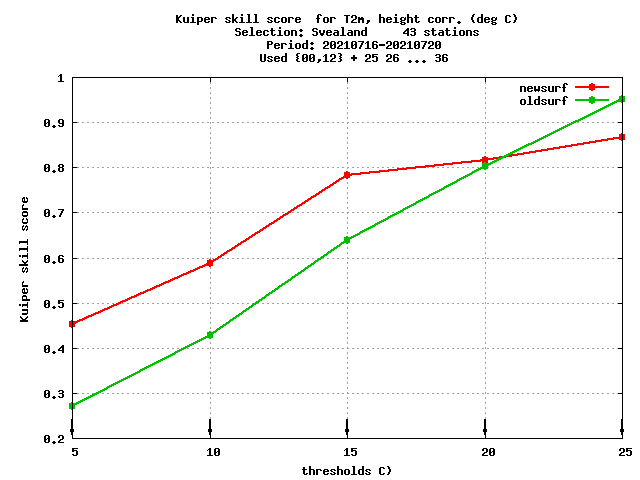 Kuiper skill score  for T2m, height corr. (deg C)
Selection: Svealand     43 stations
Period: 20210716-20210720
Used {00,12} + 25 26 ... 36
newsurf
oldsurf
1
0.9
0.8
0.7
0.6
0.5
0.4
0.3
0.2
Kuiper skill score
5 10 15 20 25
thresholds C)